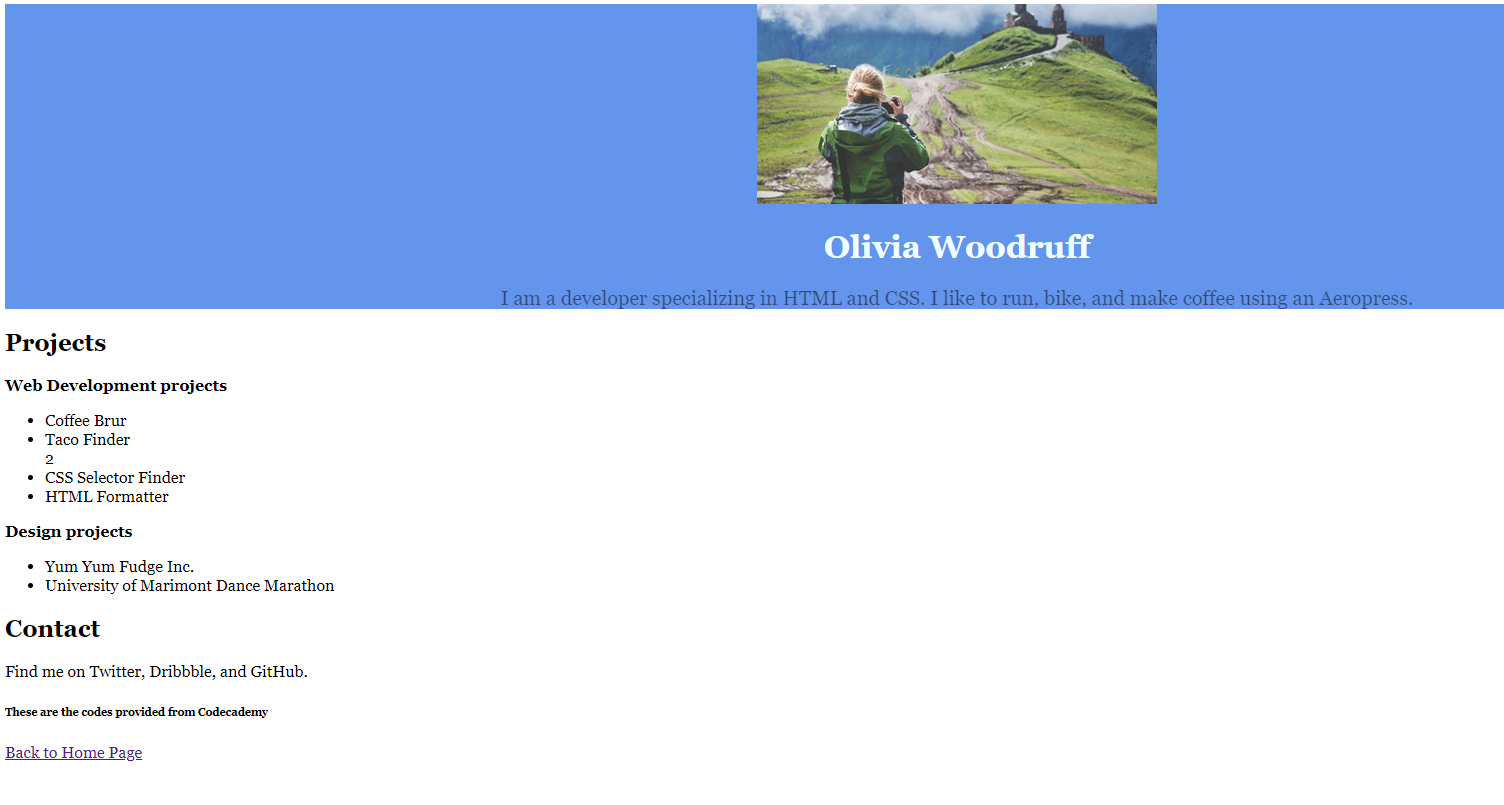 Olivia Woodruff
I am a developer specializing in HTML and CSS. I like to run, bike, and make coffee using an Aeropress.
Projects
Web Development projects
Coffee Brur
Taco Finder
2
CSS Selector Finder
HTML Formatter
Design projects
Yum Yum Fudge Inc.
University of Marimont Dance Marathon
Contact
Find me on Twitter, Dribbble, and GitHub.
These are the codes provided from Codecademy
Back to Home Page